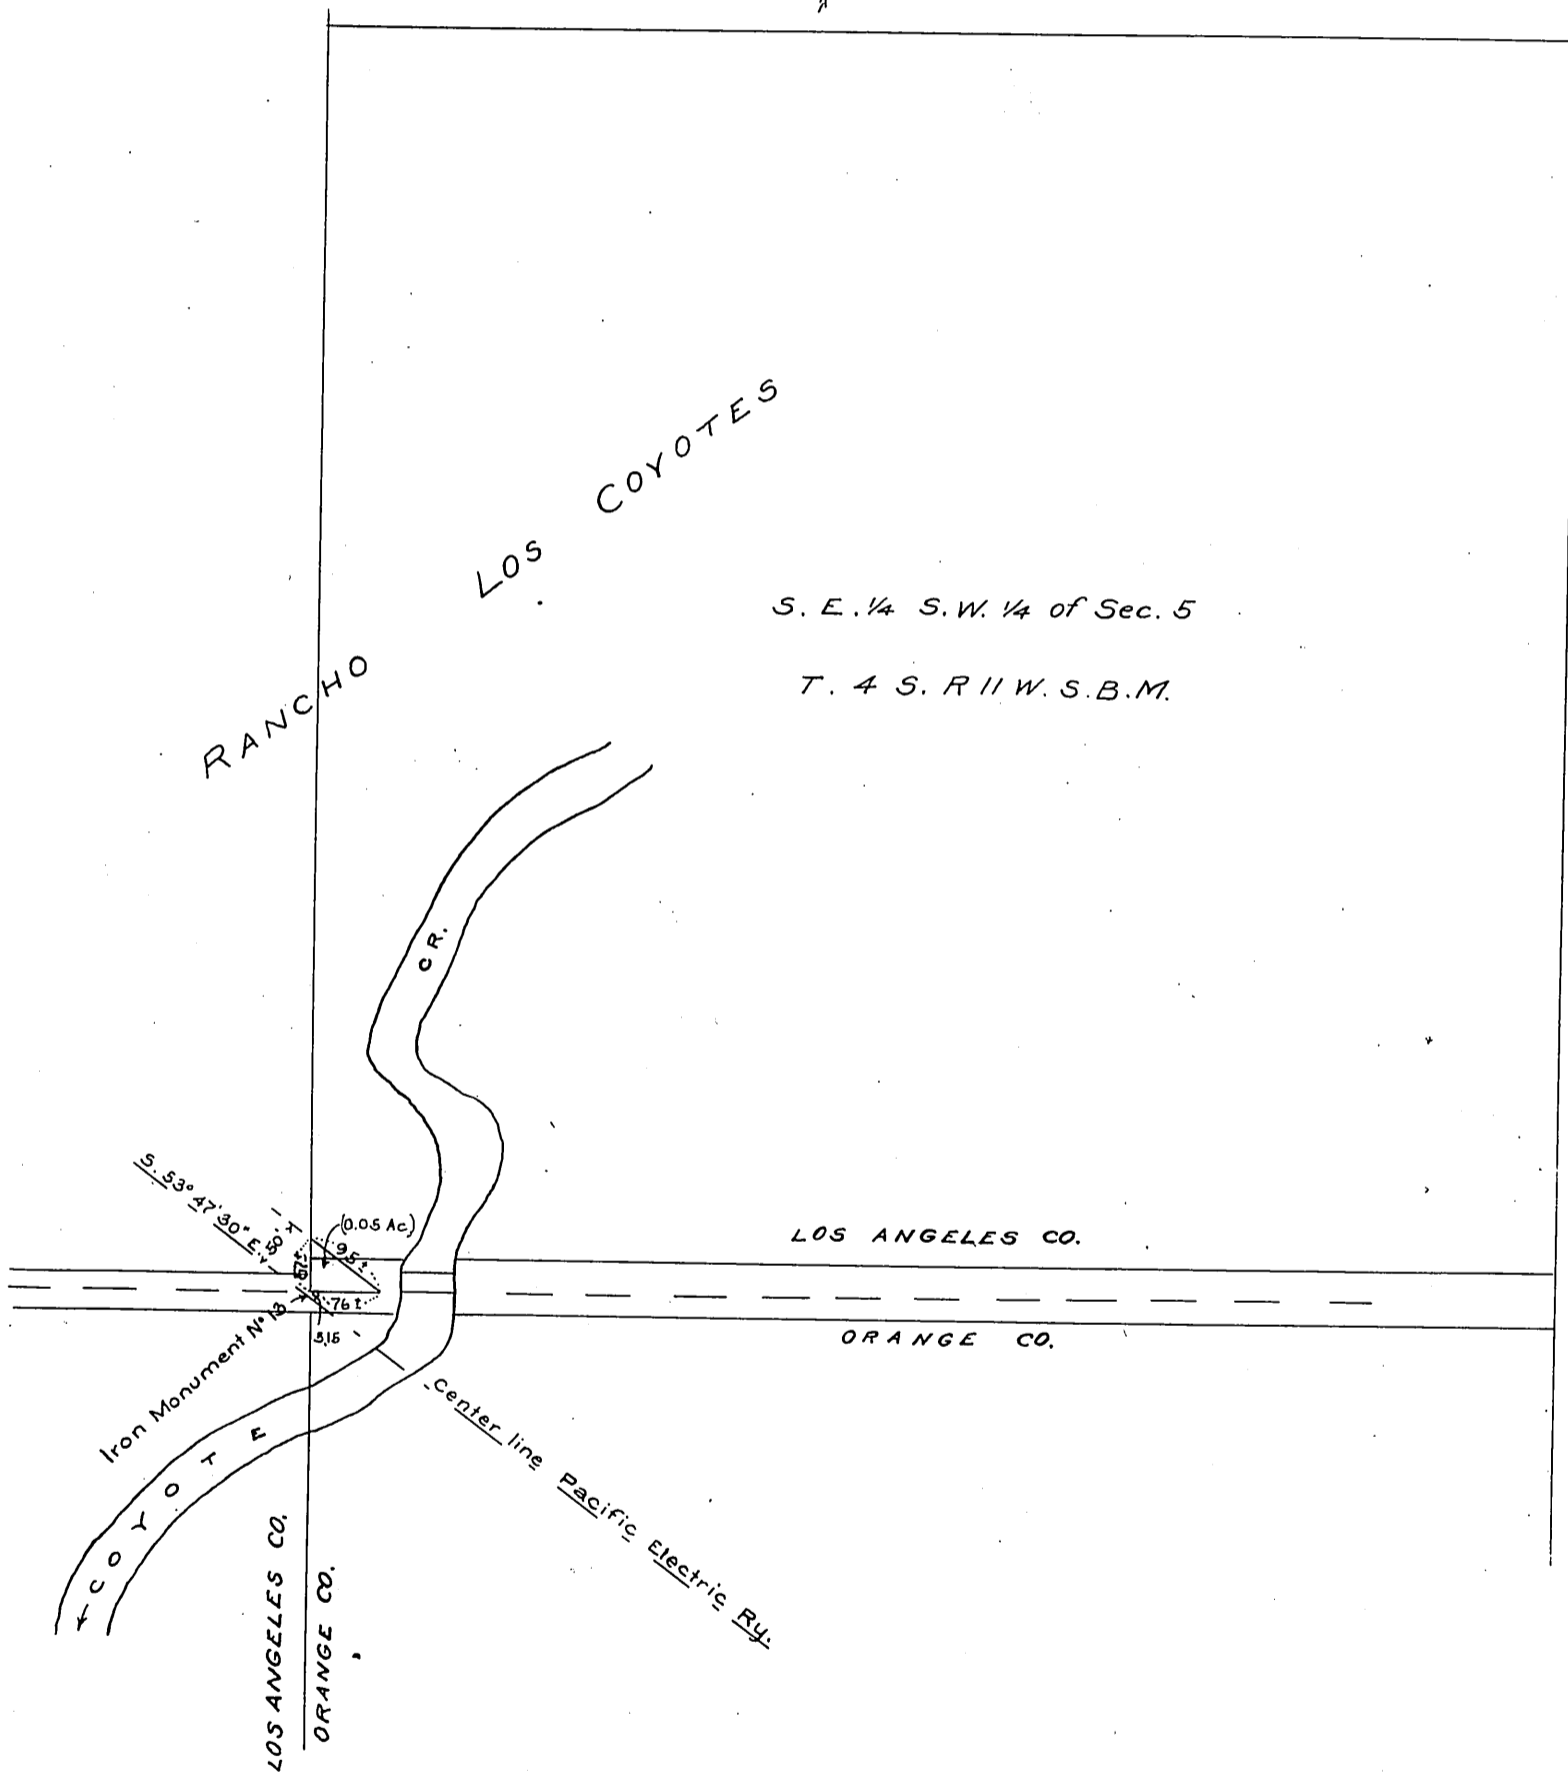 RANCHO LOS COYOTES
S. E. 1/4 S. W. 1/4 of Sec. 5
T. 4 S. R 11 W. S. B. M.
CR.
S. 53° 47' 30" E.
50'
(0.05 Ac.)
95±
76±
3.15
Iron Monument No 13
LOS ANGELES CO.
ORANGE CO.
Center line Pacific Electric Ry.
COYOTE
LOS ANGELES CO.
ORANGE CO.